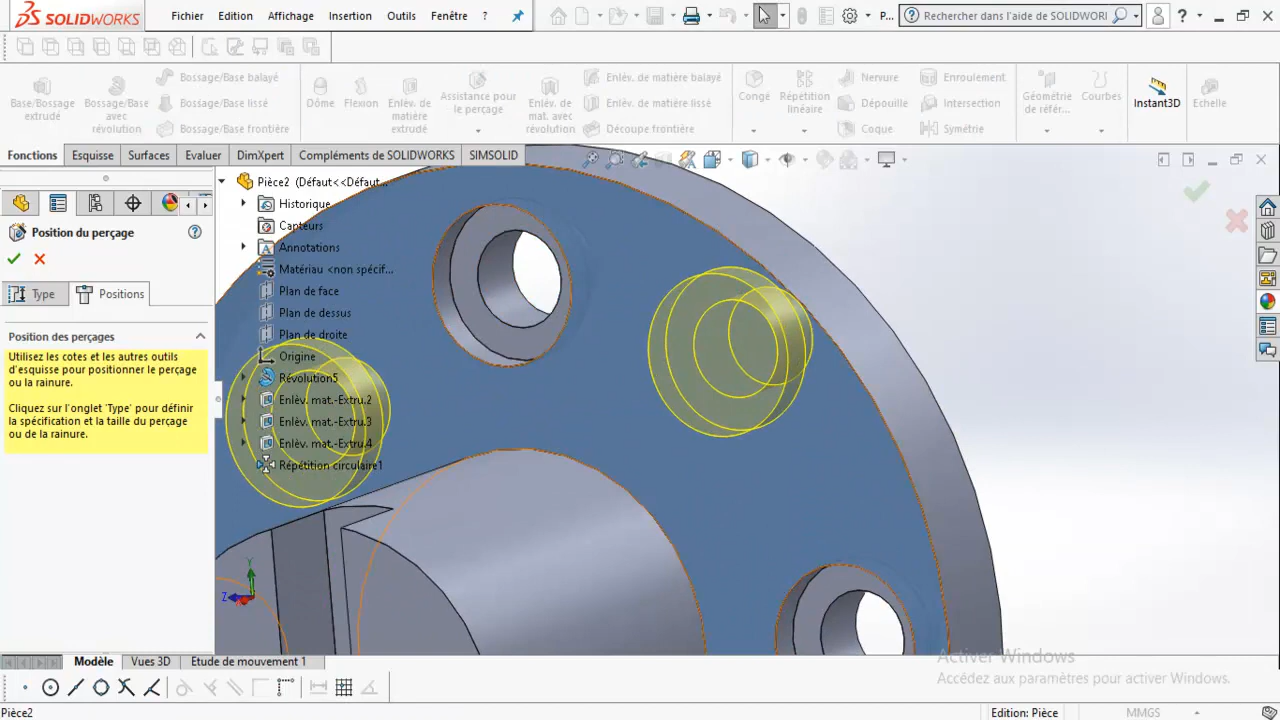 SOLIDWORKS Fichier Edition Affichage Insertion Outils Fenêtre ? P... Rechercher dans l'aide de SOLIDWORI ?
Base/Bossage extrudé
Bossage/Base avec révolution
Bossage/Base balayé
Bossage/Base lissé
Bossage/Base frontière
Dôme
Flexion
Enlèv. de matière extrudé
Assistance pour le perçage
Enlèv. de mat. avec révolution
Enlèv. de matière balayé
Enlèv. de matière lissé
Découpe frontière
Congé
Répétition linéaire
Nervure
Dépouille
Coque
Enroulement
Intersection
Symétrie
Géométrie de référ...
Courbes
Instant3D
Echelle
Fonctions Esquisse Surfaces Evaluer DimXpert Compléments de SOLIDWORKS SIMSOLID
Position du perçage
Type Positions
Position des perçages
Utilisez les cotes et les autres outils
d'esquisse pour positionner le perçage
ou la rainure.
Cliquez sur l'onglet 'Type' pour définir
la spécification et la taille du perçage
ou de la rainure.
Pièce2 (Défaut<<Défaut...
Historique
Capteurs
Annotations
Matériau <non spécif...
Plan de face
Plan de dessus
Plan de droite
Origine
Révolution5
Enlèv. mat.-Extru.2
Enlèv. mat.-Extru.3
Enlèv. mat.-Extru.4
Répétition circulaire1
Y
Z
Modèle Vues 3D Etude de mouvement 1
Activer Windows
Accédez aux paramètres pour activer Windows.
Pièce2 Edition: Pièce MMGS